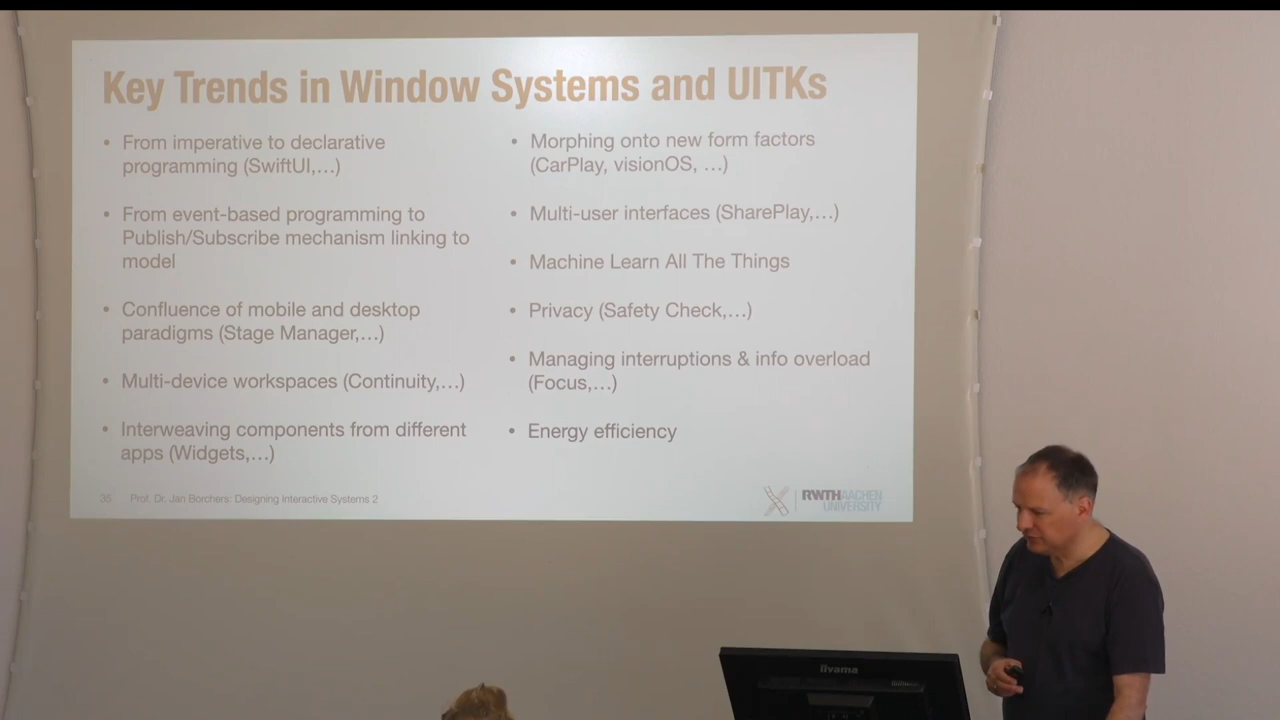 Key Trends in Window Systems and UITKs
• From imperative to declarative
programming (SwiftUI,...)
• From event-based programming to
Publish/Subscribe mechanism linking to
model
• Confluence of mobile and desktop
paradigms (Stage Manager,...)
• Multi-device workspaces (Continuity,...)
• Interweaving components from different
apps (Widgets,...)
• Morphing onto new form factors
(CarPlay, visionOS, ...)
• Multi-user interfaces (SharePlay,...)
• Machine Learn All The Things
• Privacy (Safety Check,...)
• Managing interruptions & info overload
(Focus,...)
• Energy efficiency
35 Prof. Dr. Jan Borchers: Designing Interactive Systems 2
RWTHAACHEN
UNIVERSITY
iiyama